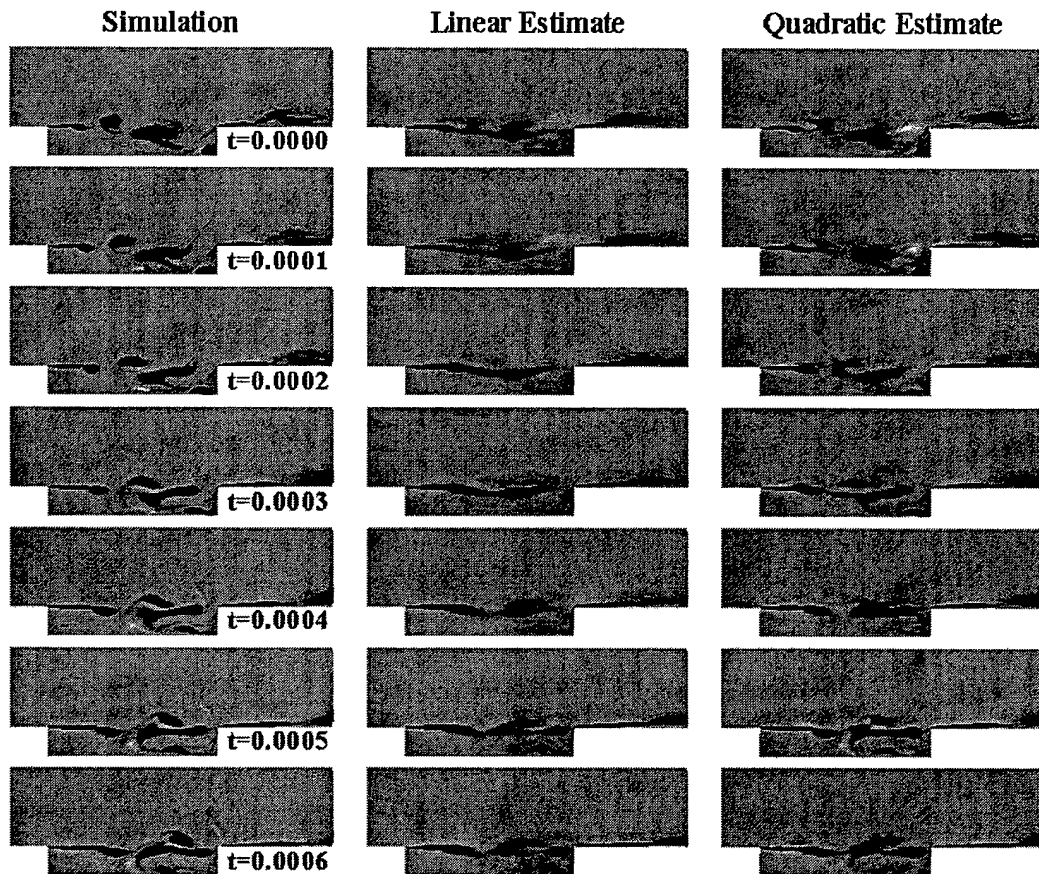 Simulation Linear Estimate Quadratic Estimate
t=0.0000
t=0.0001
t=0.0002
t=0.0003
t=0.0004
t=0.0005
t=0.0006